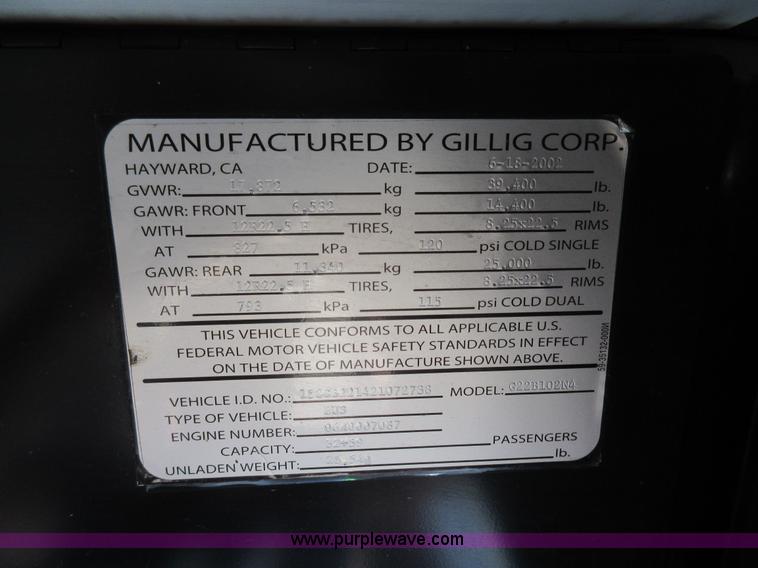 MANUFACTURED BY GILLIG CORP.
HAYWARD, CA DATE: 6-18-2002
GVWR: 17,872 kg 39,400 lb.
GAWR: FRONT 6,532 kg 14,400 lb.
WITH 12R22.5 H TIRES, 8.25x22.5 RIMS
AT 827 kPa 120 psi COLD SINGLE
GAWR: REAR 11,340 kg 25,000 lb.
WITH 12R22.5 H TIRES, 8.25x22.5 RIMS
AT 793 kPa 115 psi COLD DUAL
THIS VEHICLE CONFORMS TO ALL APPLICABLE U.S.
FEDERAL MOTOR VEHICLE SAFETY STANDARDS IN EFFECT
ON THE DATE OF MANUFACTURE SHOWN ABOVE.
VEHICLE I.D. NO.: MODEL: G22B102N4
TYPE OF VEHICLE: BUS
ENGINE NUMBER:
CAPACITY: PASSENGERS
UNLADEN WEIGHT: lb.
www.purplewave.com